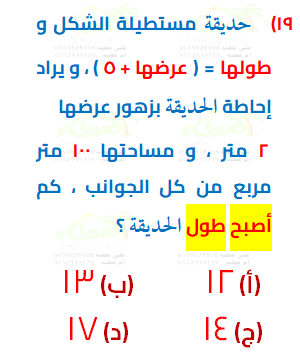 ١٩) حديقة مستطيلة الشكل و
طولها = ( عرضها + ٥ ) ، و يراد
إحاطة الحديقة بزهور عرضها
٢ متر ، و مساحتها ١٠٠ متر
مربع من كل الجوانب ، كم
أصبح طول الحديقة ؟
(أ) ١٢ (ب) ١٣
(ج) ١٤ (د) ١٧